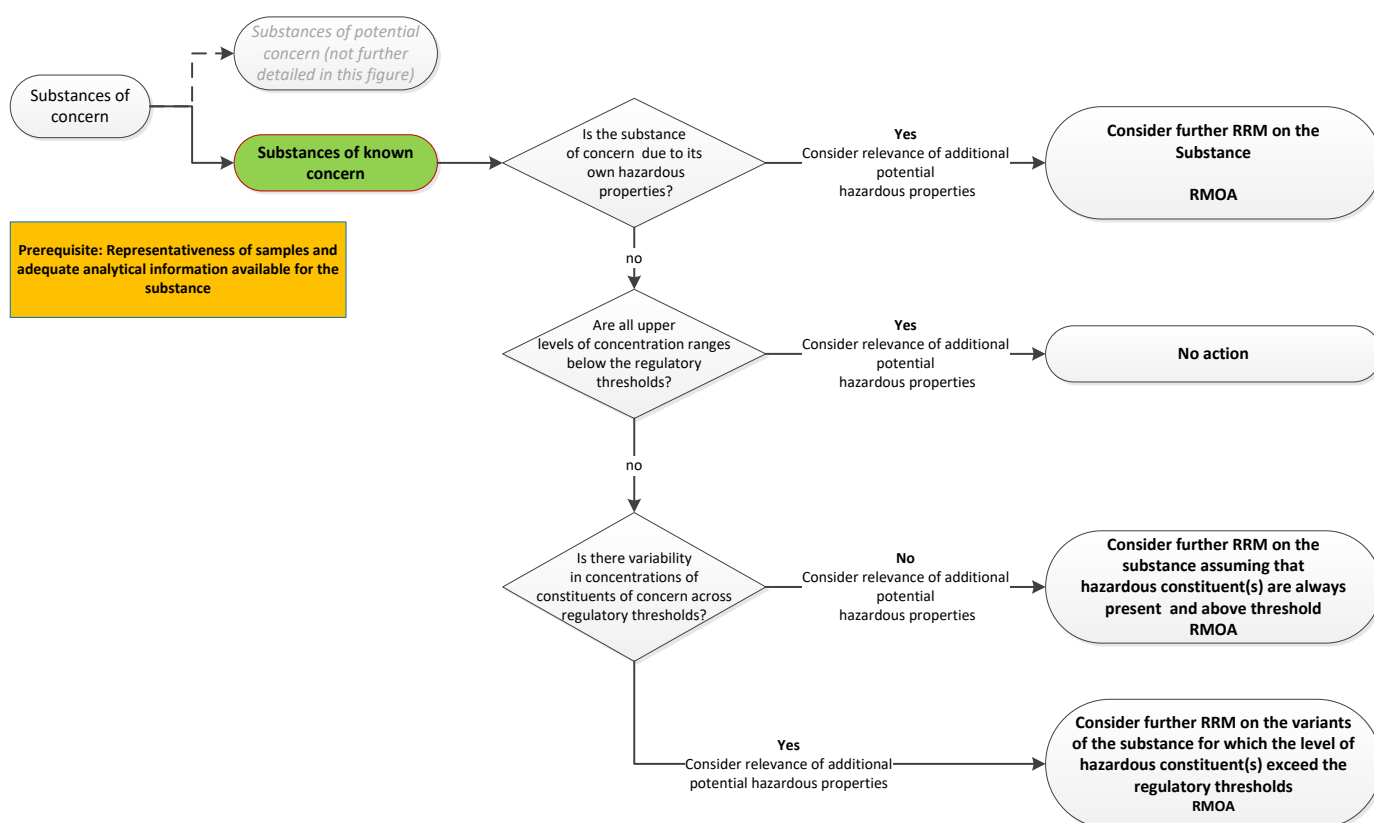 Substances of potential
concern (not further
detailed in this figure)
Substances of
concern
Substances of known
concern
Prerequisite: Representativeness of samples and
adequate analytical information available for the
substance
Is the substance
of concern due to its
own hazardous
properties?
Yes
Consider relevance of additional
potential
hazardous properties
Consider further RRM on the
Substance
RMOA
no
Are all upper
levels of concentration ranges
below the regulatory
thresholds?
Yes
Consider relevance of additional
potential
hazardous properties
No action
no
Is there variability
in concentrations of
constituents of concern across
regulatory thresholds?
No
Consider relevance of additional
potential
hazardous properties
Consider further RRM on the
substance assuming that
hazardous constituent(s) are always
present and above threshold
RMOA
Yes
Consider relevance of additional
potential hazardous properties
Consider further RRM on the variants
of the substance for which the level of
hazardous constituent(s) exceed the
regulatory thresholds
RMOA